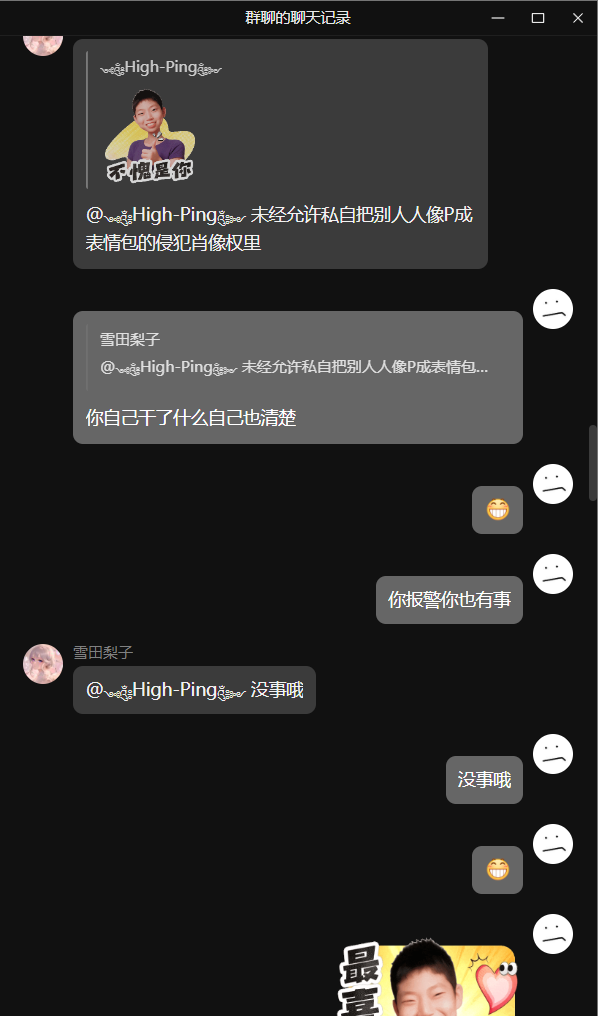 群聊的聊天记录
High-Ping
不愧是你
@High-Ping 未经允许私自把别人人像P成
表情包的侵犯肖像权里
雪田梨子
@High-Ping 未经允许私自把别人人像P成表情包...
你自己干了什么自己也清楚
你报警你也有事
雪田梨子
@High-Ping 没事哦
没事哦
最
喜